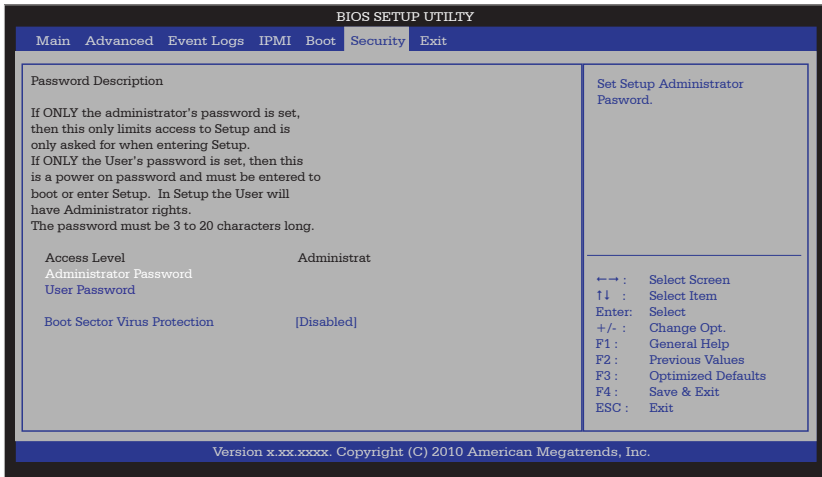 BIOS SETUP UTILTY
Main Advanced Event Logs IPMI Boot Security Exit
Password Description
If ONLY the administrator's password is set,
then this only limits access to Setup and is
only asked for when entering Setup.
If ONLY the User's password is set, then this
is a power on password and must be entered to
boot or enter Setup. In Setup the User will
have Administrator rights.
The password must be 3 to 20 characters long.
Access Level Administrat
Administrator Password
User Password
Boot Sector Virus Protection [Disabled]
Set Setup Administrator
Pasword.
←→ : Select Screen
↑↓ : Select Item
Enter: Select
+/- : Change Opt.
F1 : General Help
F2 : Previous Values
F3 : Optimized Defaults
F4 : Save & Exit
ESC : Exit
Version x.xx.xxxx. Copyright (C) 2010 American Megatrends, Inc.